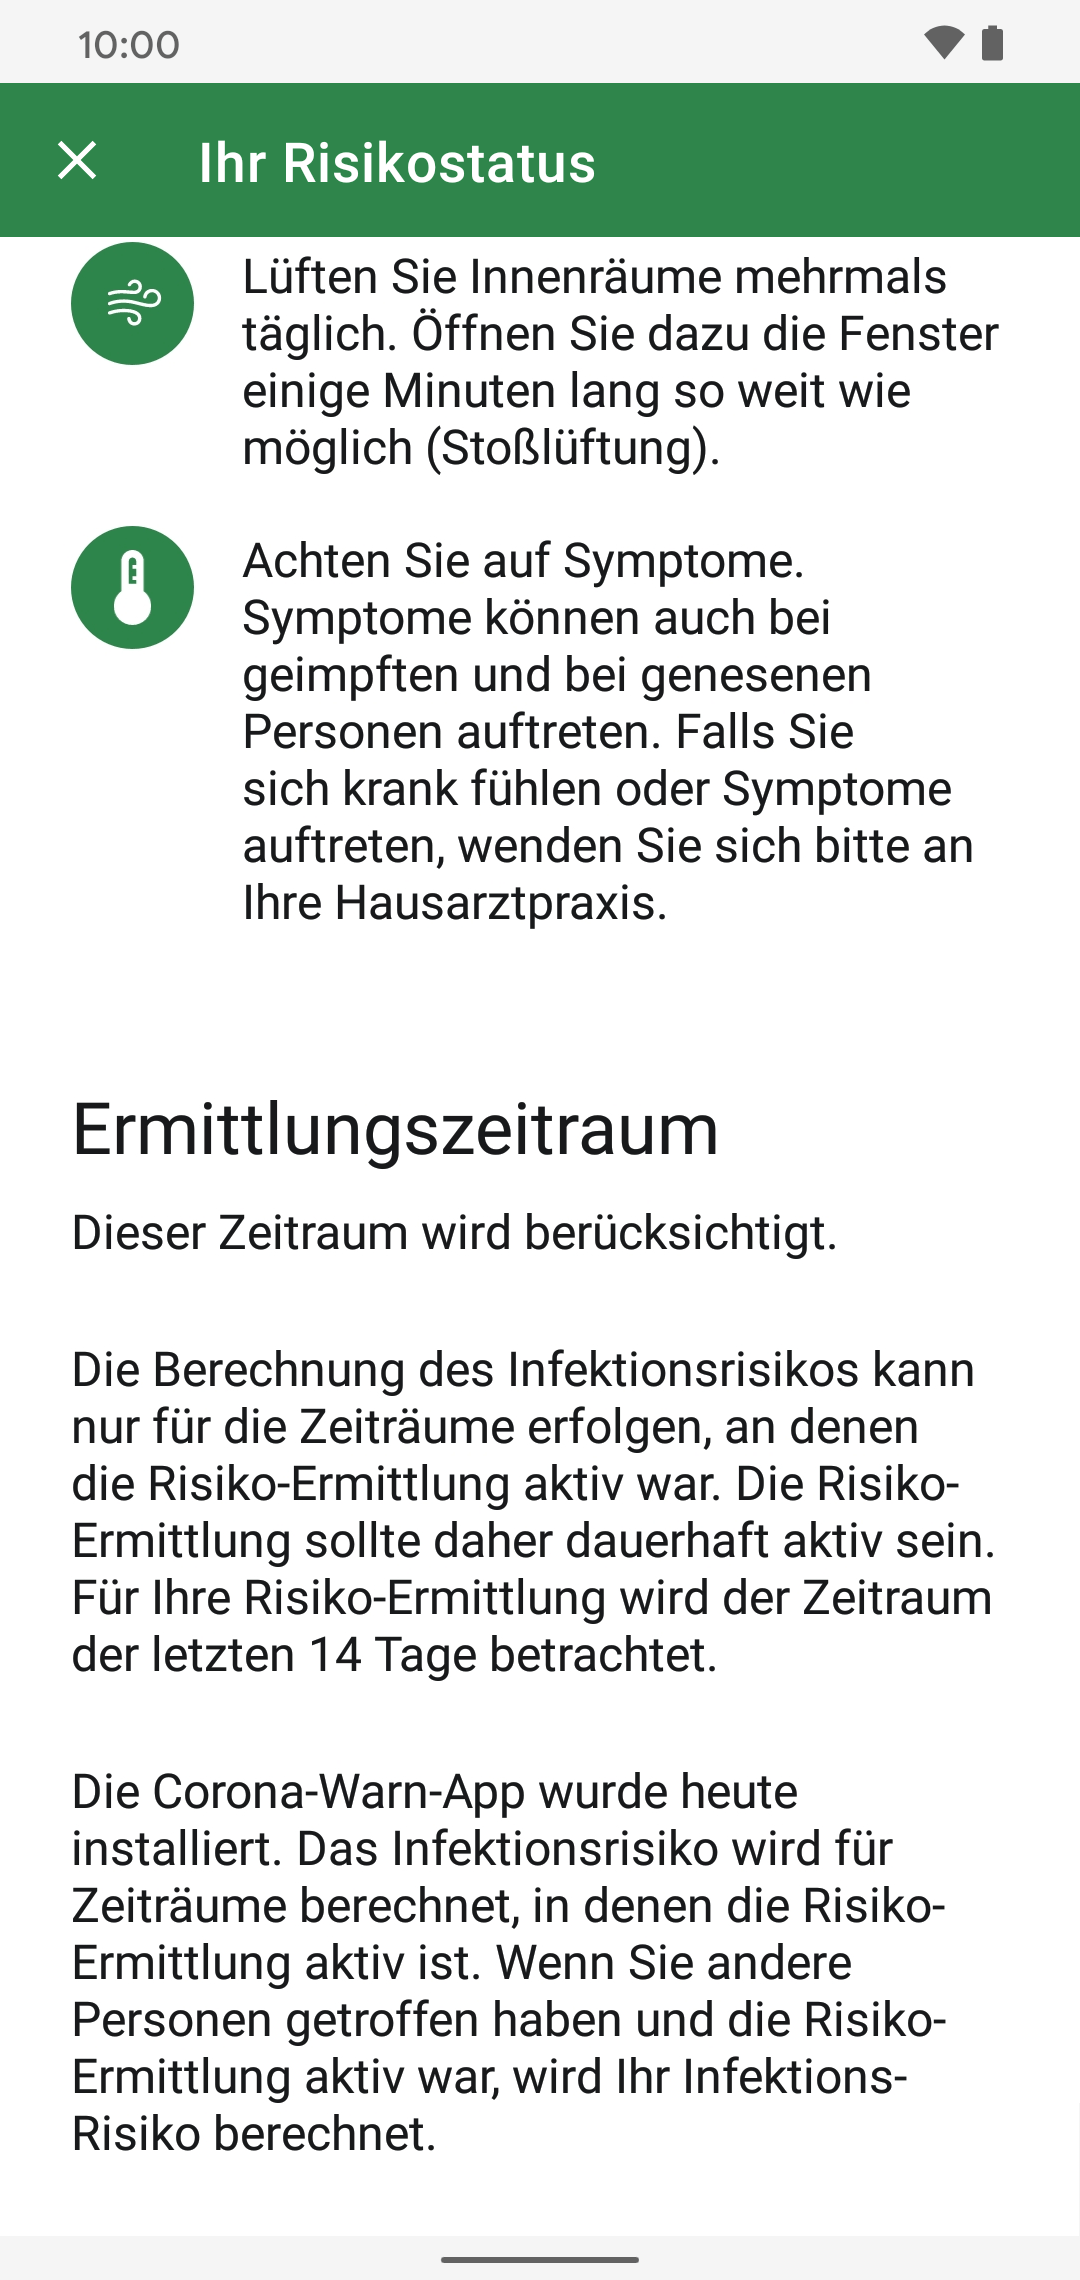 10:00
Ihr Risikostatus
Lüften Sie Innenräume mehrmals
täglich. Öffnen Sie dazu die Fenster
einige Minuten lang so weit wie
möglich (Stoßlüftung).
Achten Sie auf Symptome.
Symptome können auch bei
geimpften und bei genesenen
Personen auftreten. Falls Sie
sich krank fühlen oder Symptome
auftreten, wenden Sie sich bitte an
Ihre Hausarztpraxis.
Ermittlungszeitraum
Dieser Zeitraum wird berücksichtigt.
Die Berechnung des Infektionsrisikos kann
nur für die Zeiträume erfolgen, an denen
die Risiko-Ermittlung aktiv war. Die Risiko-
Ermittlung sollte daher dauerhaft aktiv sein.
Für Ihre Risiko-Ermittlung wird der Zeitraum
der letzten 14 Tage betrachtet.
Die Corona-Warn-App wurde heute
installiert. Das Infektionsrisiko wird für
Zeiträume berechnet, in denen die Risiko-
Ermittlung aktiv ist. Wenn Sie andere
Personen getroffen haben und die Risiko-
Ermittlung aktiv war, wird Ihr Infektions-
Risiko berechnet.